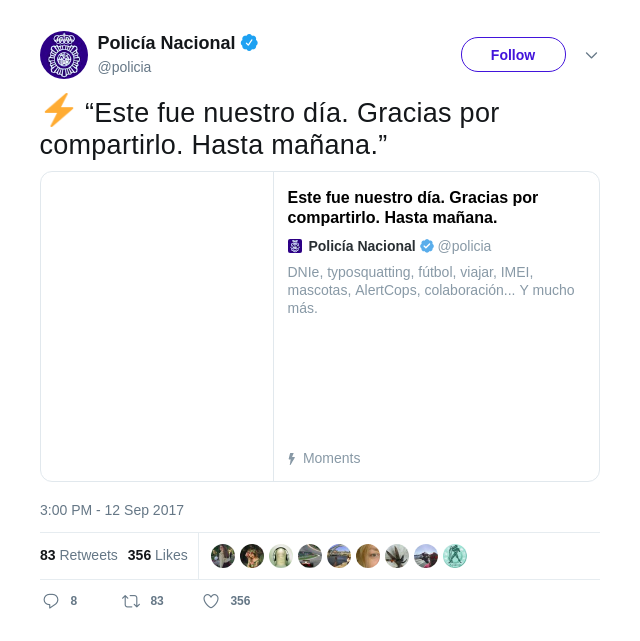 Policía Nacional
@policia
Follow
⚡ “Este fue nuestro día. Gracias por
compartirlo. Hasta mañana.”
Este fue nuestro día. Gracias por
compartirlo. Hasta mañana.
Policía Nacional @policia
DNIe, typosquatting, fútbol, viajar, IMEI,
mascotas, AlertCops, colaboración... Y mucho
más.
Moments
3:00 PM - 12 Sep 2017
83 Retweets 356 Likes
8 83 356